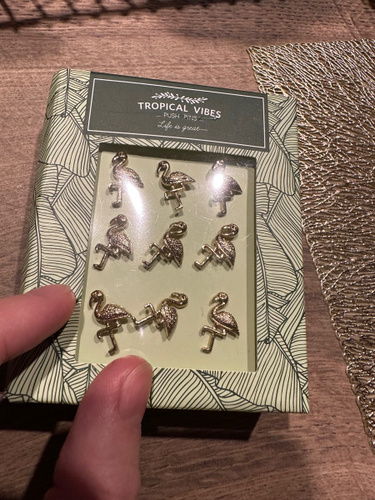 TROPICAL VIBES
PUSH PINS
Life is great